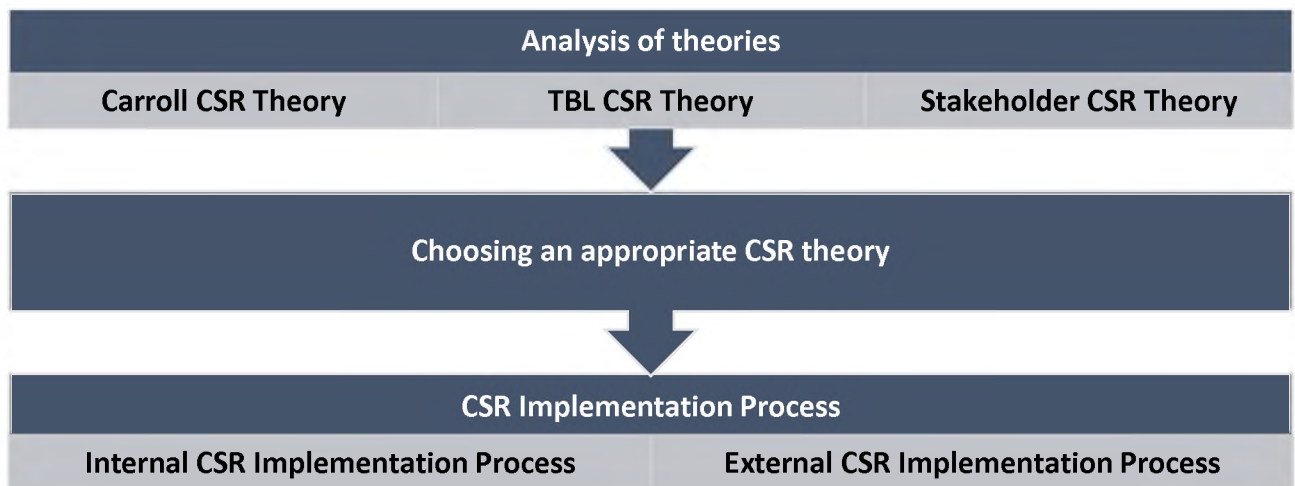 Analysis of theories
Carroll CSR Theory
TBL CSR Theory
Stakeholder CSR Theory
Choosing an appropriate CSR theory
CSR Implementation Process
Internal CSR Implementation Process
External CSR Implementation Process